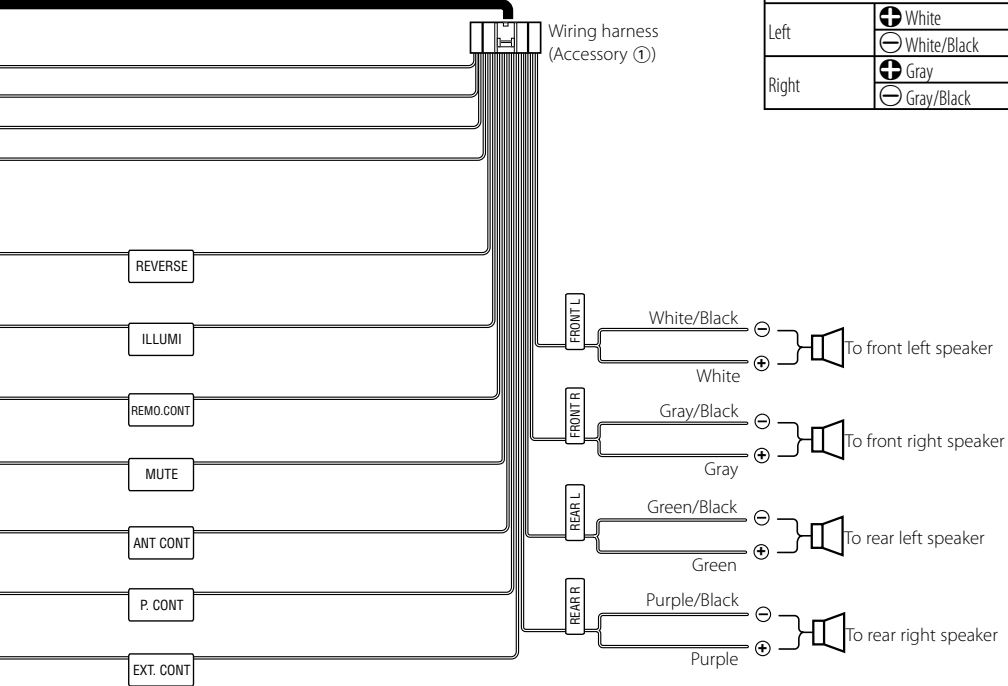 Wiring harness
(Accessory ①)
Left
⊕ White
⊖ White/Black
Right
⊕ Gray
⊖ Gray/Black
REVERSE
ILLUMI
REMO.CONT
MUTE
ANT CONT
P. CONT
EXT. CONT
FRONT L
White/Black ⊖
⊕
White
To front left speaker
FRONT R
Gray/Black ⊖
⊕
Gray
To front right speaker
REAR L
Green/Black ⊖
⊕
Green
To rear left speaker
REAR R
Purple/Black ⊖
⊕
Purple
To rear right speaker